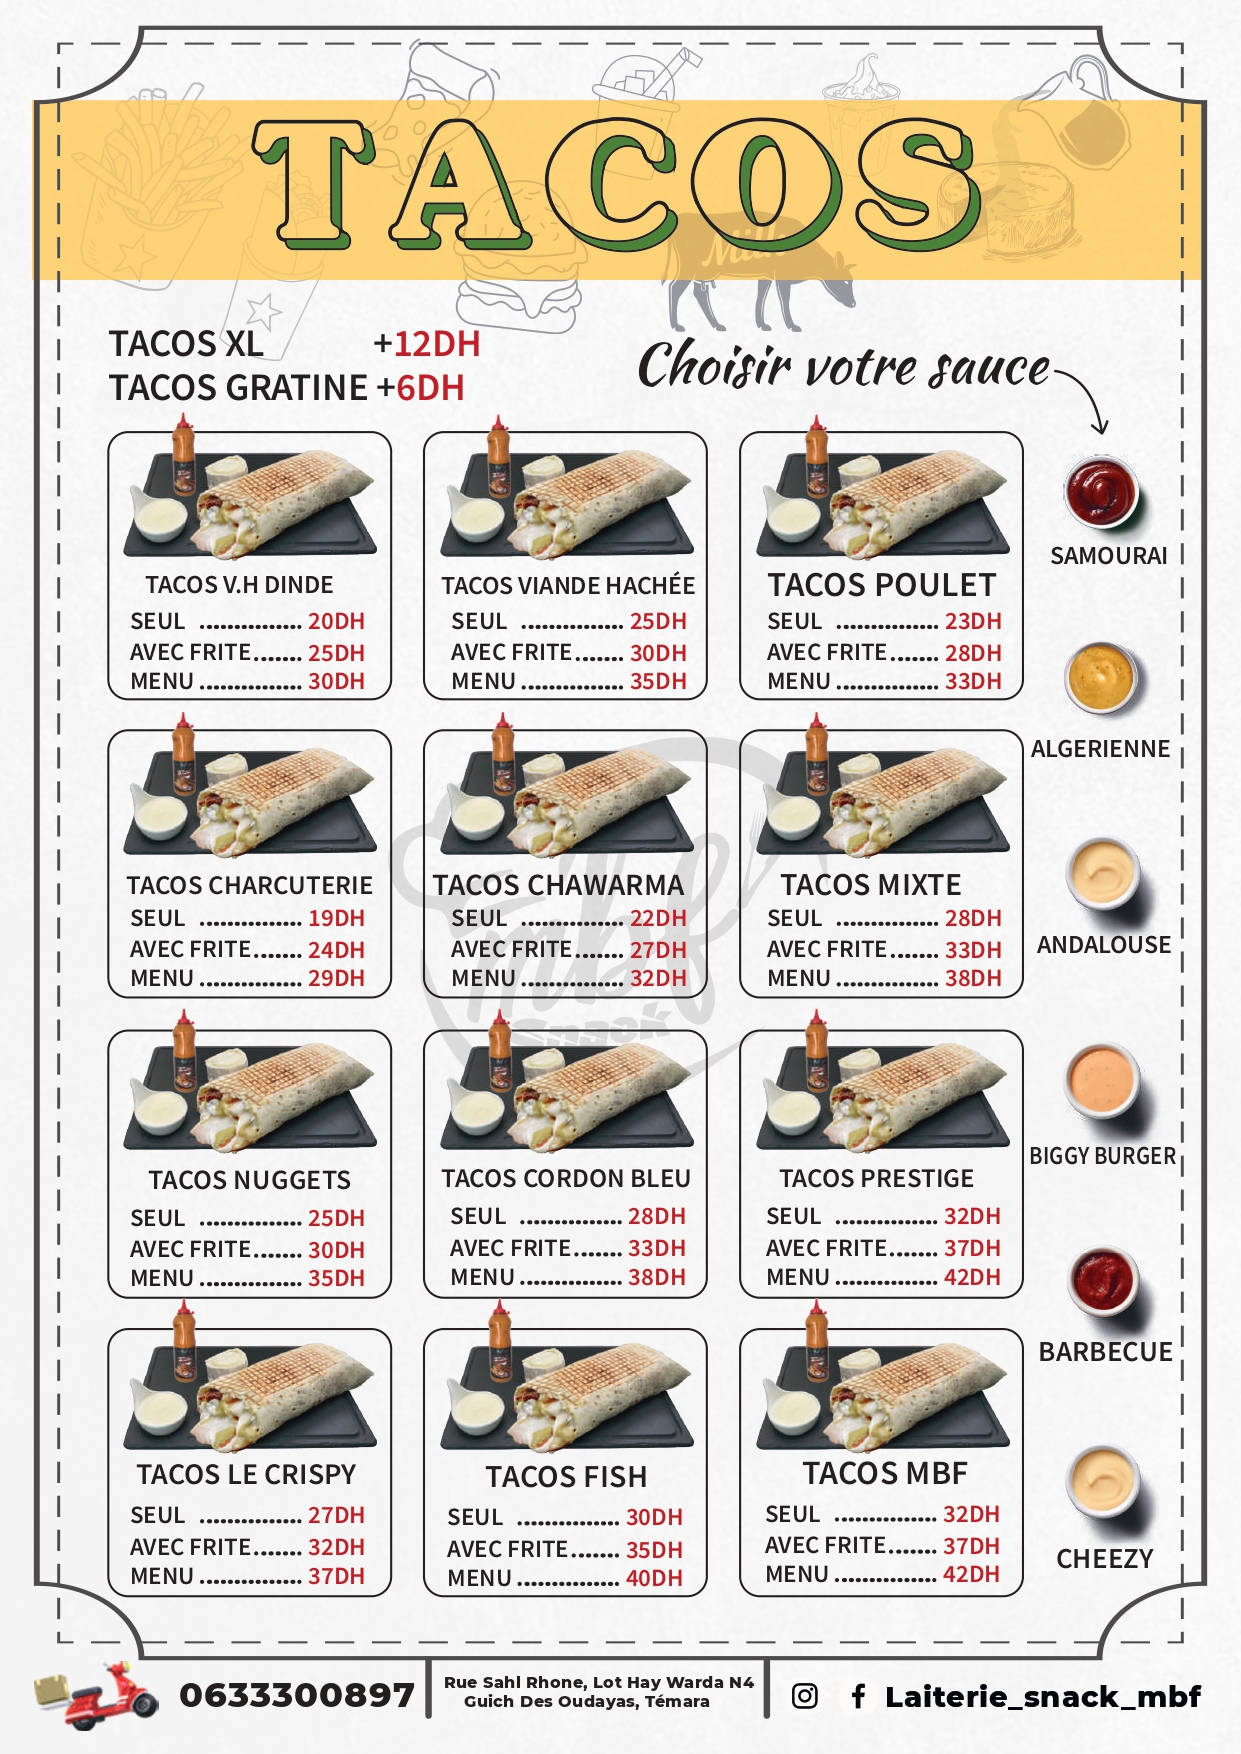 TACOS
Milk
TACOS XL +12DH
TACOS GRATINE +6DH
Choisir votre sauce
TACOS V.H DINDE
SEUL ................ 20DH
AVEC FRITE....... 25DH
MENU ................ 30DH
TACOS VIANDE HACHÉE
SEUL ................ 25DH
AVEC FRITE....... 30DH
MENU ................ 35DH
TACOS POULET
SEUL ................ 23DH
AVEC FRITE....... 28DH
MENU ................ 33DH
TACOS CHARCUTERIE
SEUL ................ 19DH
AVEC FRITE....... 24DH
MENU ................ 29DH
TACOS CHAWARMA
SEUL ................ 22DH
AVEC FRITE....... 27DH
MENU ................ 32DH
TACOS MIXTE
SEUL ................ 28DH
AVEC FRITE....... 33DH
MENU ................ 38DH
mbf
Snack
TACOS NUGGETS
SEUL ................ 25DH
AVEC FRITE....... 30DH
MENU ................ 35DH
TACOS CORDON BLEU
SEUL ................ 28DH
AVEC FRITE....... 33DH
MENU ................ 38DH
TACOS PRESTIGE
SEUL ................ 32DH
AVEC FRITE....... 37DH
MENU ................ 42DH
TACOS LE CRISPY
SEUL ................ 27DH
AVEC FRITE....... 32DH
MENU ................ 37DH
TACOS FISH
SEUL ................ 30DH
AVEC FRITE....... 35DH
MENU ................ 40DH
TACOS MBF
SEUL ................ 32DH
AVEC FRITE....... 37DH
MENU ................ 42DH
SAMOURAI
ALGERIENNE
ANDALOUSE
BIGGY BURGER
BARBECUE
CHEEZY
0633300897
Rue Sahl Rhone, Lot Hay Warda N4
Guich Des Oudayas, Témara
Laiterie_snack_mbf